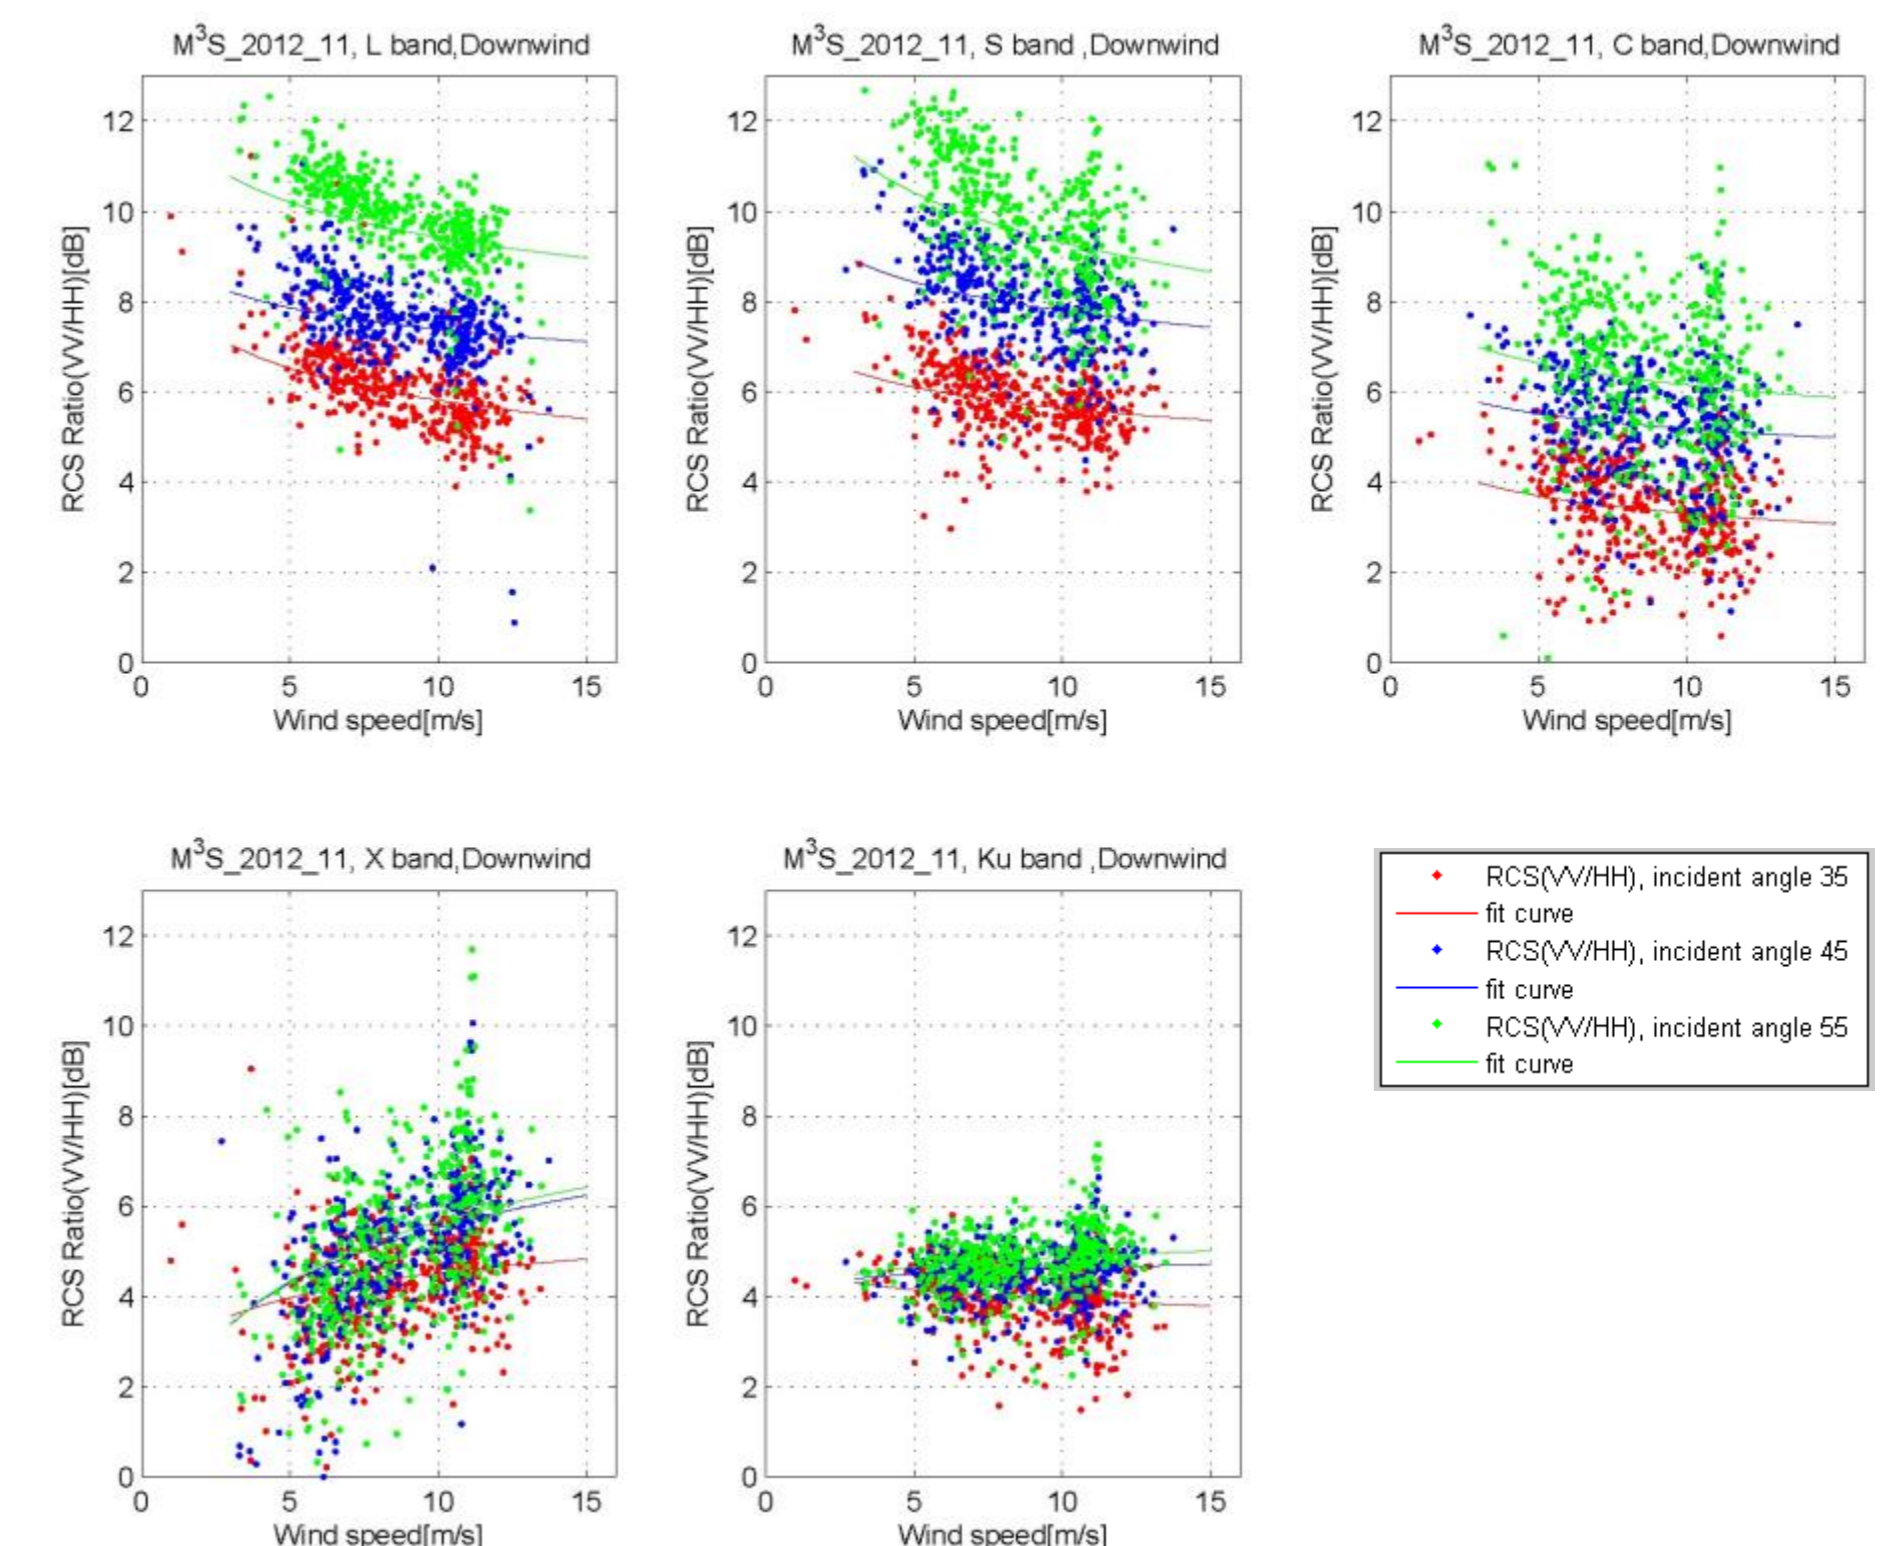 M³S_2012_11, L band,Downwind
12
10
8
6
4
2
0
0 5 10 15
RCS Ratio(VV/HH)[dB]
Wind speed[m/s]
M³S_2012_11, S band ,Downwind
12
10
8
6
4
2
0
0 5 10 15
RCS Ratio(VV/HH)[dB]
Wind speed[m/s]
M³S_2012_11, C band,Downwind
12
10
8
6
4
2
0
0 5 10 15
RCS Ratio(VV/HH)[dB]
Wind speed[m/s]
M³S_2012_11, X band,Downwind
12
10
8
6
4
2
0
0 5 10 15
RCS Ratio(VV/HH)[dB]
Wind speed[m/s]
M³S_2012_11, Ku band ,Downwind
12
10
8
6
4
2
0
0 5 10 15
RCS Ratio(VV/HH)[dB]
Wind speed[m/s]
RCS(VV/HH), incident angle 35
fit curve
RCS(VV/HH), incident angle 45
fit curve
RCS(VV/HH), incident angle 55
fit curve